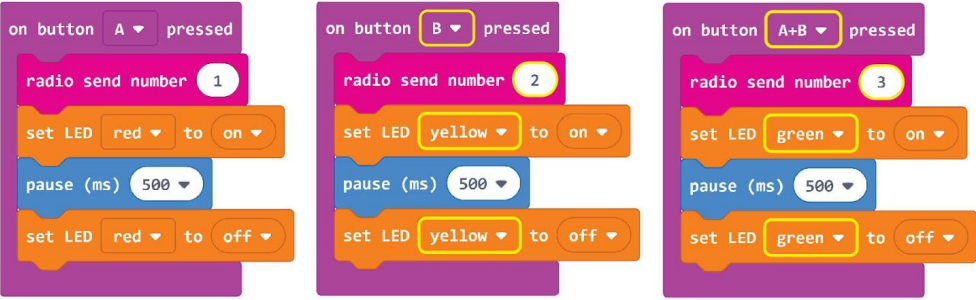 on button A pressed
radio send number 1
set LED red to on
pause (ms) 500
set LED red to off
on button B pressed
radio send number 2
set LED yellow to on
pause (ms) 500
set LED yellow to off
on button A+B pressed
radio send number 3
set LED green to on
pause (ms) 500
set LED green to off